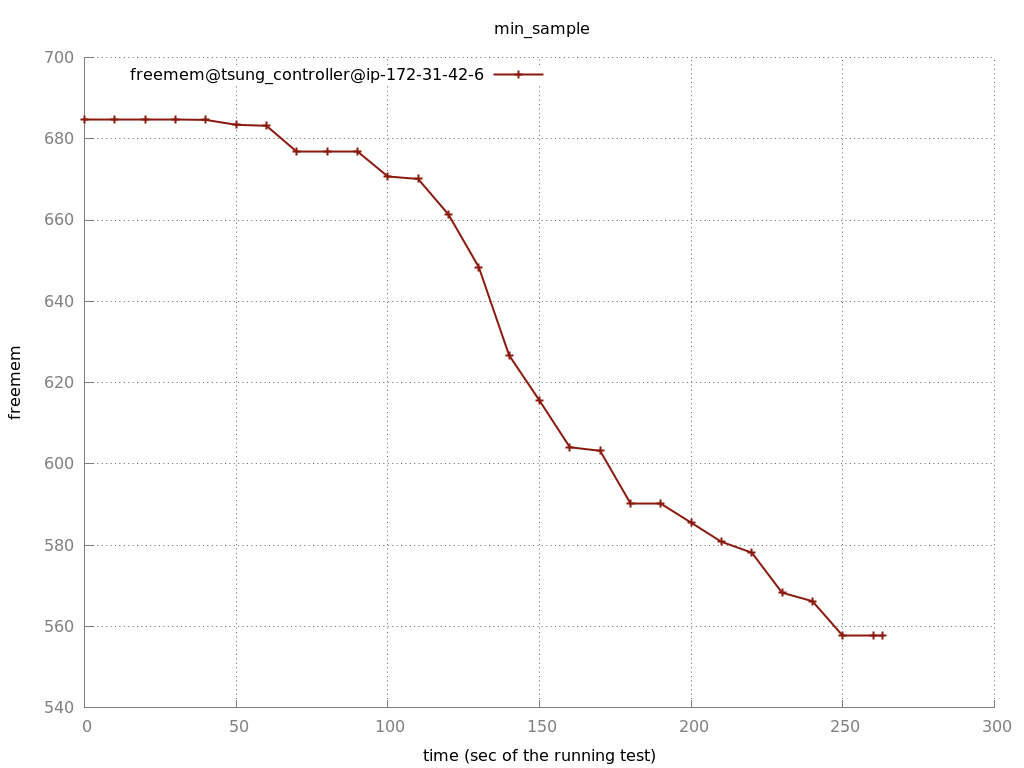 min_sample
700
freemem@tsung_controller@ip-172-31-42-6
680
660
640
620
600
580
560
540
freemem
0 50 100 150 200 250 300
time (sec of the running test)